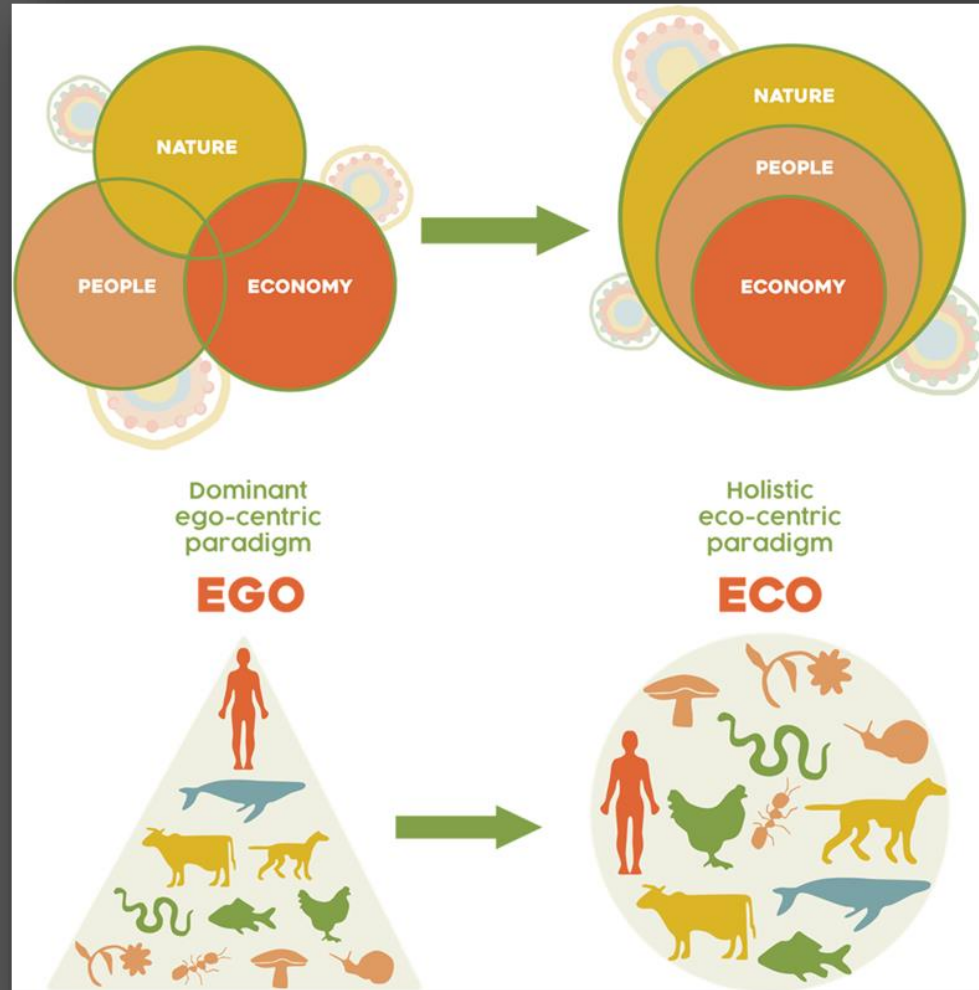 NATURE
PEOPLE
ECONOMY
NATURE
PEOPLE
ECONOMY
Dominant
ego-centric
paradigm
EGO
Holistic
eco-centric
paradigm
ECO